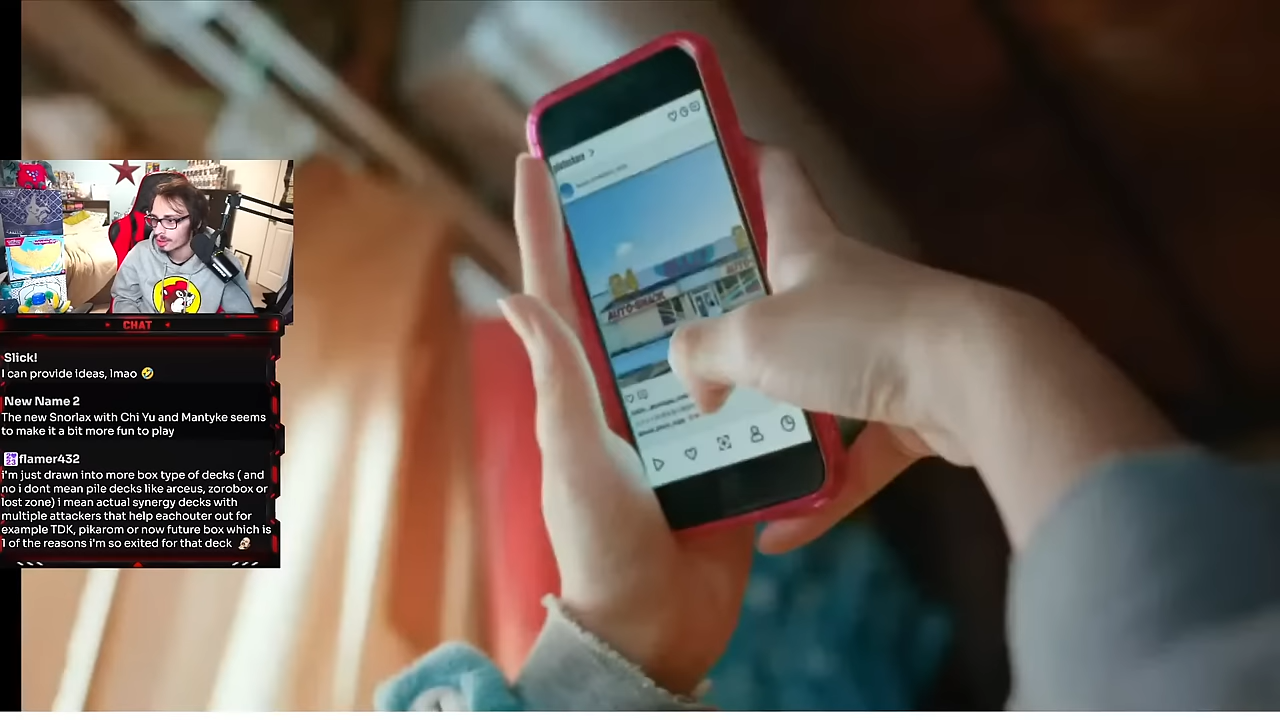 CHAT
Slick!
I can provide ideas, lmao 🤣
New Name 2
The new Snorlax with Chi Yu and Mantyke seems
to make it a bit more fun to play
flamer432
i'm just drawn into more box type of decks ( and
no i dont mean pile decks like arceus, zorobox or
lost zone) i mean actual synergy decks with
multiple attackers that help eachouter out for
example TDK, pikarom or now future box which is
1 of the reasons i'm so exited for that deck
24
AUTO-SNACK
AUTO-